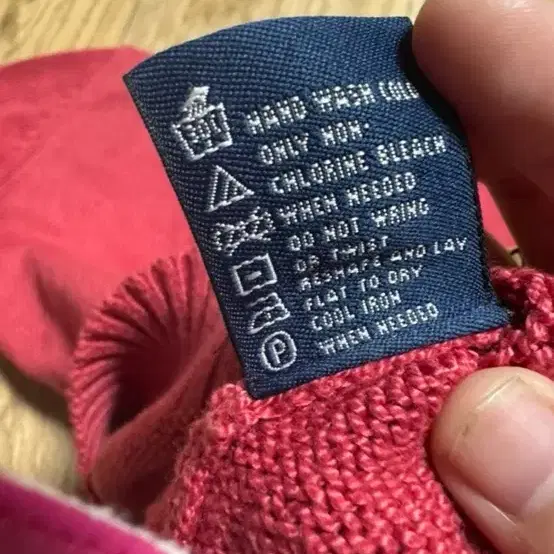 HAND WASH COLD
ONLY NON-
CHLORINE BLEACH
WHEN NEEDED
DO NOT WRING
OR TWIST
RESHAPE AND LAY
FLAT TO DRY
COOL IRON
WHEN NEEDED
P